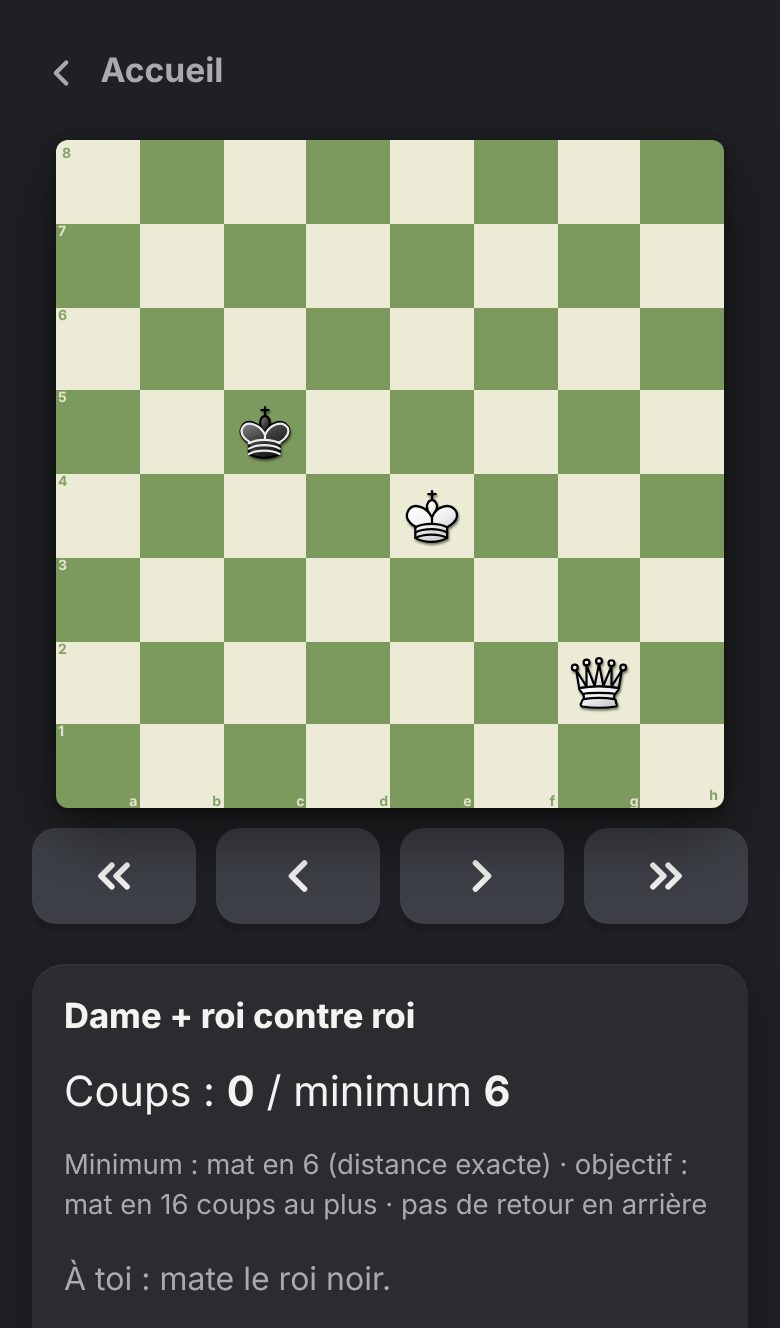 Accueil
8
7
6
5
4
3
2
1
a b c d e f g h
Dame + roi contre roi
Coups : 0 / minimum 6
Minimum : mat en 6 (distance exacte) · objectif :
mat en 16 coups au plus · pas de retour en arrière
À toi : mate le roi noir.